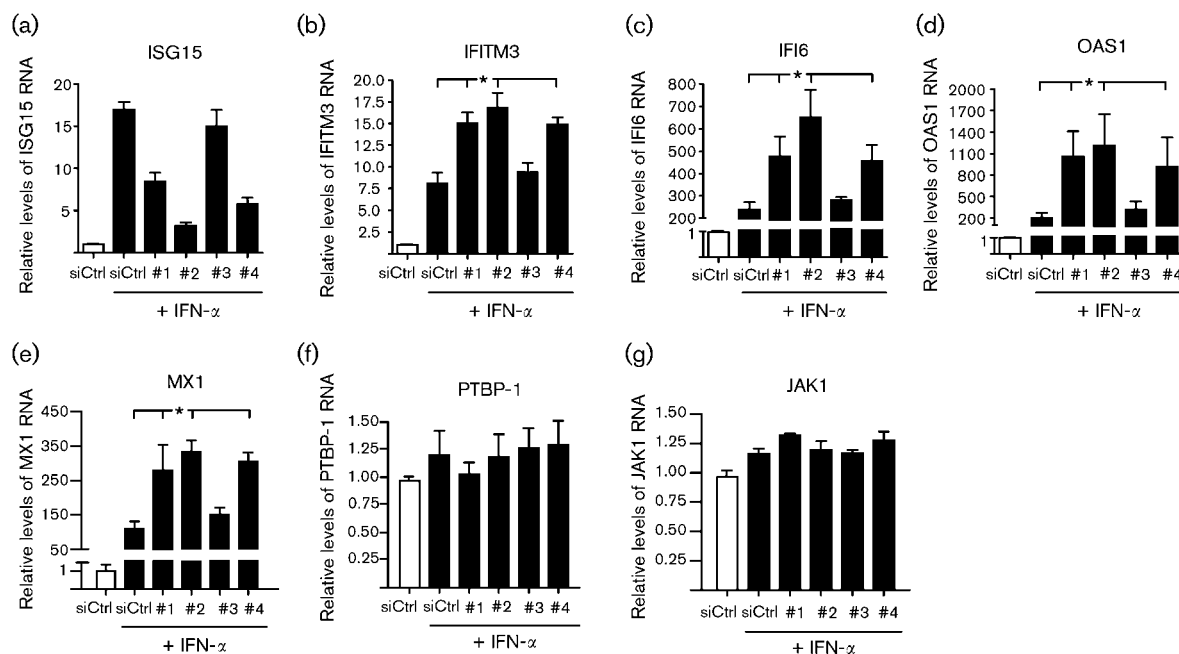 (a)
ISG15
Relative levels of ISG15 RNA
20
15
10
5
siCtrl siCtrl #1 #2 #3 #4
+ IFN-α
(b)
IFITM3
*
Relative levels of IFITM3 RNA
20.0
17.5
15.0
12.5
10.0
7.5
5.0
2.5
siCtrl siCtrl #1 #2 #3 #4
+ IFN-α
(c)
IFI6
*
Relative levels of IFI6 RNA
800
700
600
500
400
300
200
1
siCtrl siCtrl #1 #2 #3 #4
+ IFN-α
(d)
OAS1
*
Relative levels of OAS1 RNA
2000
1700
1400
1100
800
500
200
1
siCtrl siCtrl #1 #2 #3 #4
+ IFN-α
(e)
MX1
*
Relative levels of MX1 RNA
450
350
250
150
50
1
siCtrl siCtrl #1 #2 #3 #4
+ IFN-α
(f)
PTBP-1
Relative levels of PTBP-1 RNA
1.50
1.25
1.00
0.75
0.50
0.25
siCtrl siCtrl #1 #2 #3 #4
+ IFN-α
(g)
JAK1
Relative levels of JAK1 RNA
1.50
1.25
1.00
0.75
0.50
0.25
siCtrl siCtrl #1 #2 #3 #4
+ IFN-α